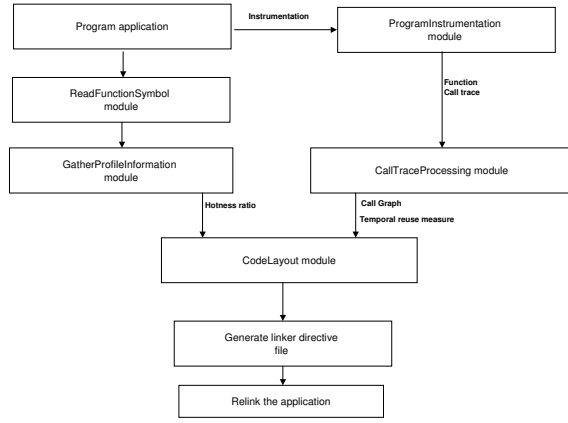 Program application
Instrumentation
ProgramInstrumentation
module
ReadFunctionSymbol
module
Function
Call trace
GatherProfileInformation
module
CallTraceProcessing module
Hotness ratio
Call Graph
Temporal reuse measure
CodeLayout module
Generate linker directive
file
Relink the application